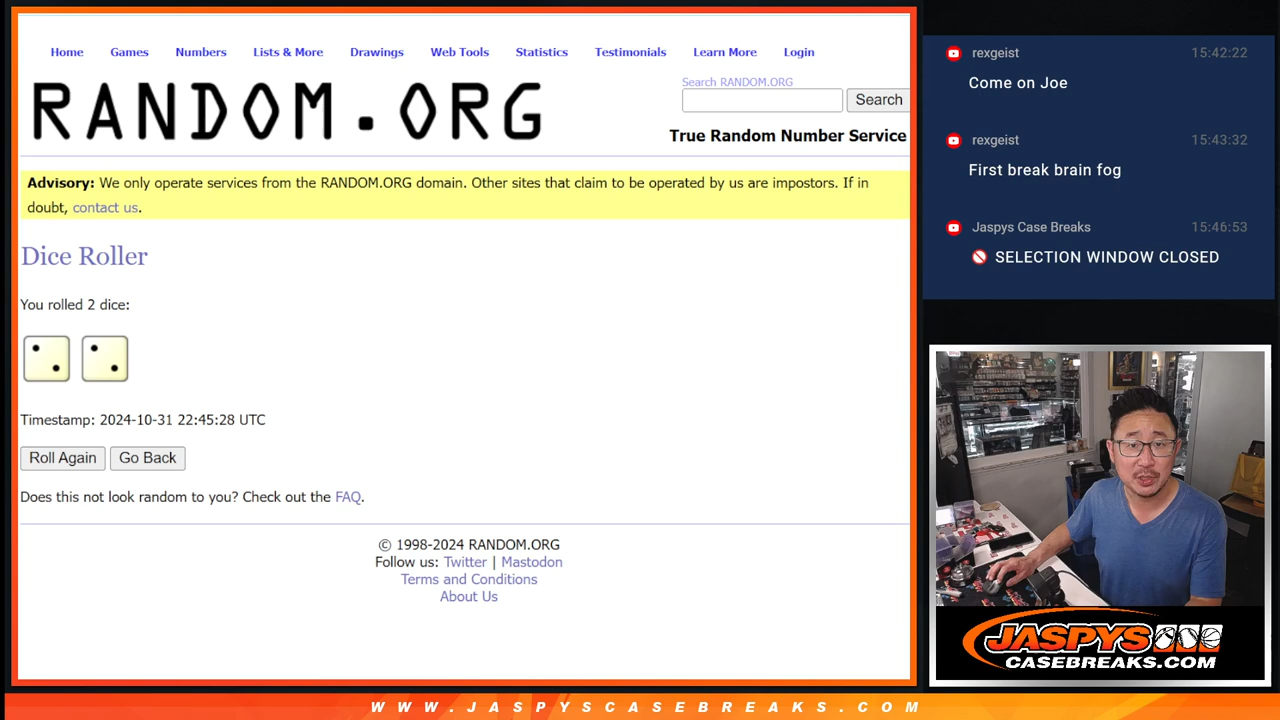 Home Games Numbers Lists & More Drawings Web Tools Statistics Testimonials Learn More Login
RANDOM.ORG
Search RANDOM.ORG
Search
True Random Number Service
Advisory: We only operate services from the RANDOM.ORG domain. Other sites that claim to be operated by us are impostors. If in
doubt, contact us.
Dice Roller
You rolled 2 dice:
Timestamp: 2024-10-31 22:45:28 UTC
Roll Again Go Back
Does this not look random to you? Check out the FAQ.
© 1998-2024 RANDOM.ORG
Follow us: Twitter | Mastodon
Terms and Conditions
About Us
rexgeist 15:42:22
Come on Joe
rexgeist 15:43:32
First break brain fog
Jaspys Case Breaks 15:46:53
SELECTION WINDOW CLOSED
JASPYS
CASEBREAKS.COM
WWW.JASPYSCASEBREAKS.COM